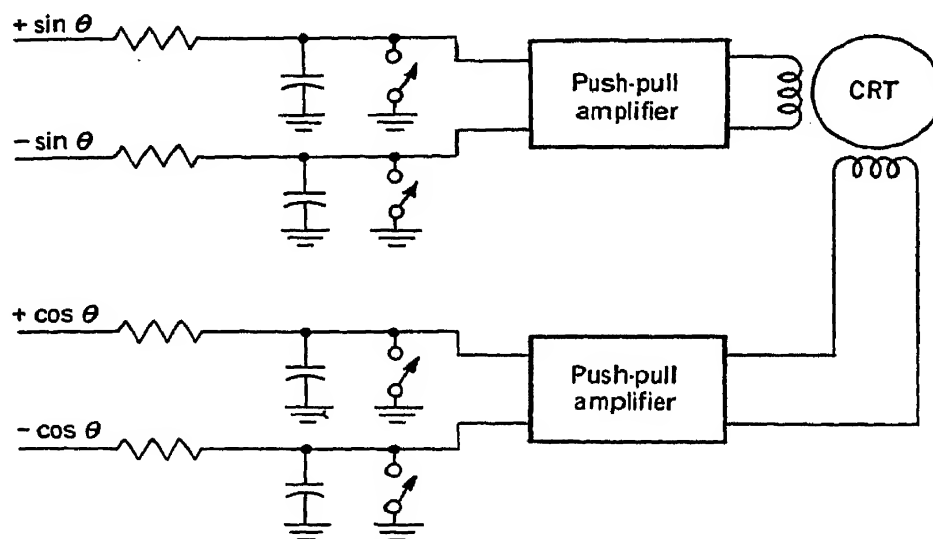 + sin θ
Push-pull
amplifier
CRT
− sin θ
+ cos θ
Push-pull
amplifier
− cos θ